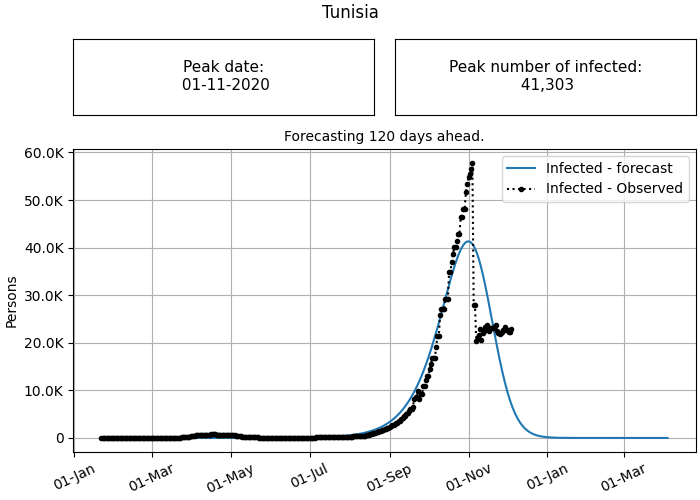 Tunisia
Peak date:
01-11-2020
Peak number of infected:
41,303
Forecasting 120 days ahead.
60.0K
50.0K
40.0K
30.0K
20.0K
10.0K
0
Persons
Infected - forecast
Infected - Observed
01-Jan
01-Mar
01-May
01-Jul
01-Sep
01-Nov
01-Jan
01-Mar